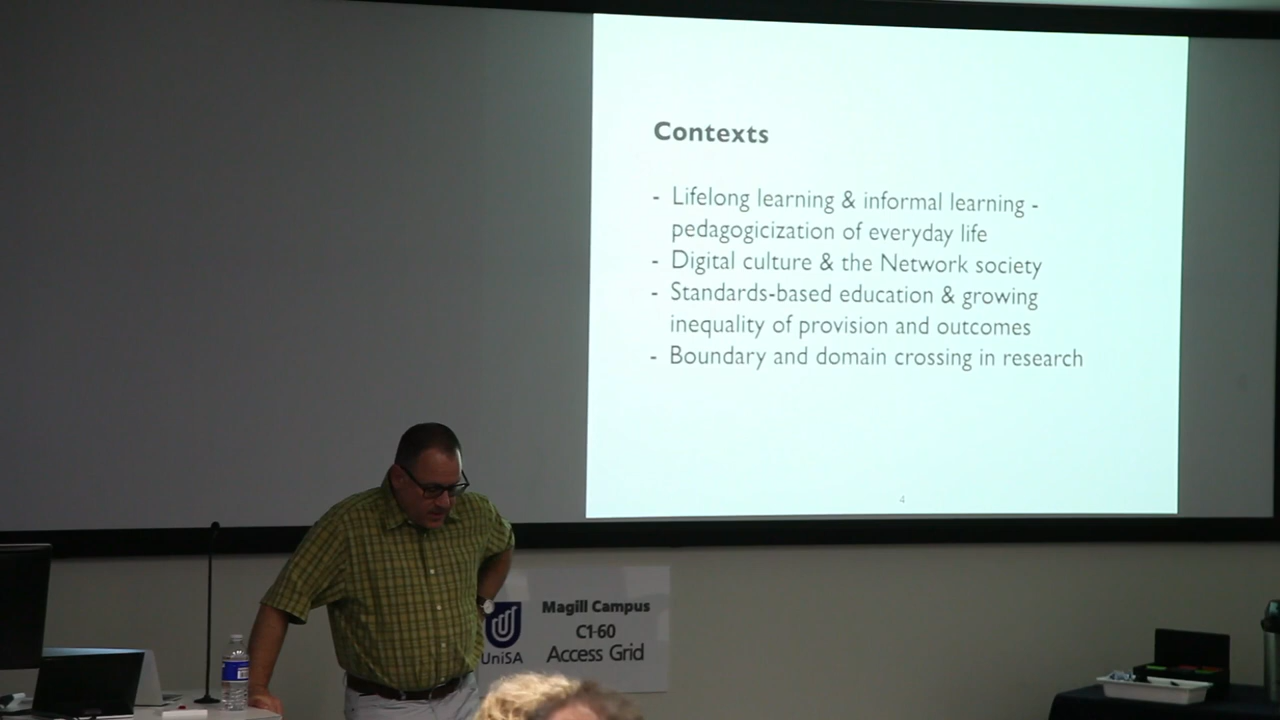 Contexts
- Lifelong learning & informal learning -
pedagogicization of everyday life
- Digital culture & the Network society
- Standards-based education & growing
inequality of provision and outcomes
- Boundary and domain crossing in research
4
Magill Campus
C1-60
Access Grid
UniSA